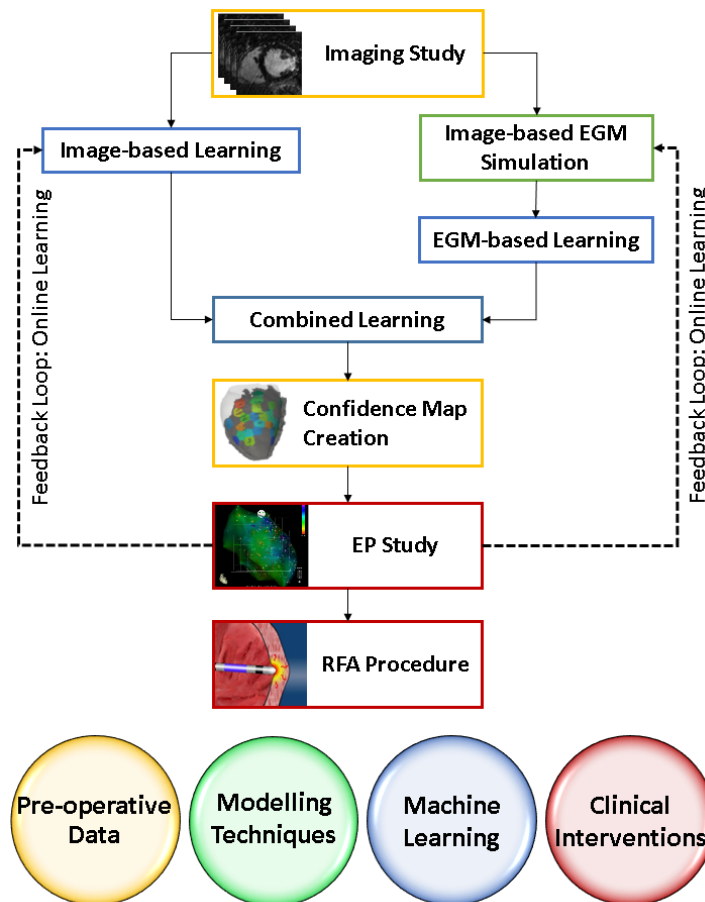 Imaging Study
Image-based Learning
Image-based EGM
Simulation
EGM-based Learning
Feedback Loop: Online Learning
Feedback Loop: Online Learning
Combined Learning
Confidence Map
Creation
EP Study
RFA Procedure
Pre-operative
Data
Modelling
Techniques
Machine
Learning
Clinical
Interventions